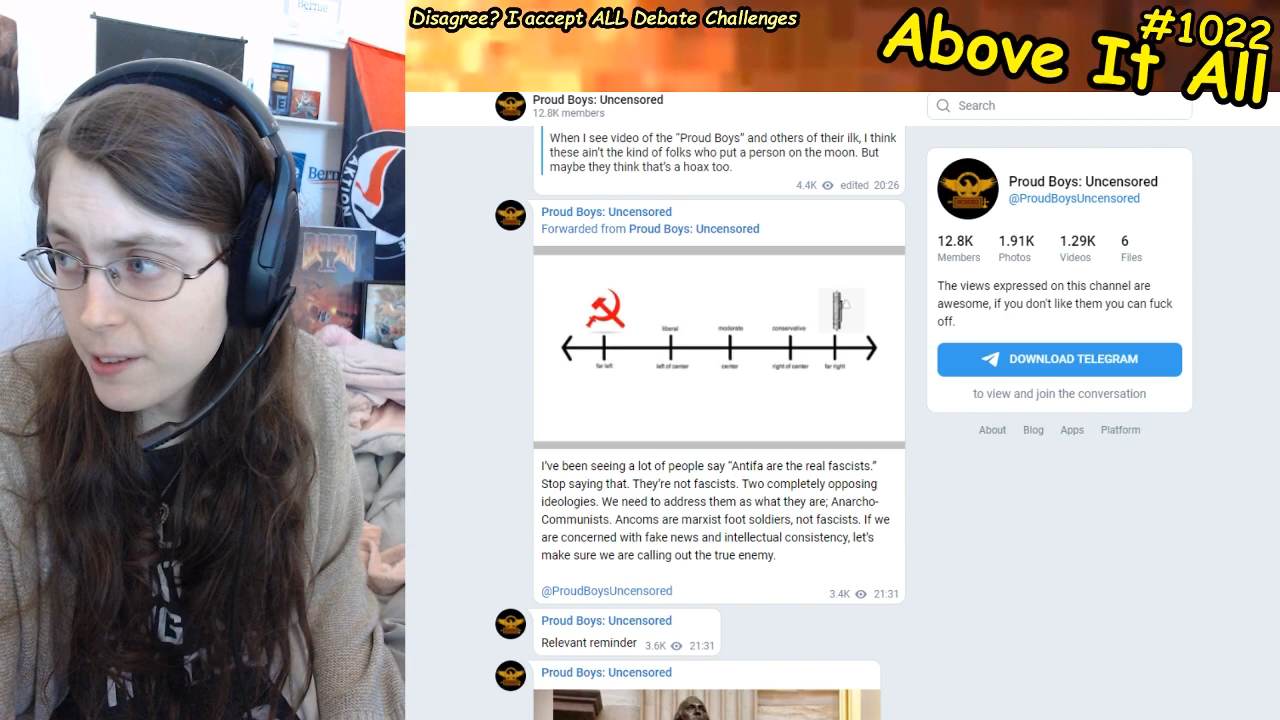 Disagree? I accept ALL Debate Challenges
#1022
Above It All
Bernie
Bern
AKTION
DOOM
Proud Boys: Uncensored
12.8K members
Search
When I see video of the “Proud Boys” and others of their ilk, I think
these ain’t the kind of folks who put a person on the moon. But
maybe they think that’s a hoax too.
4.4K edited 20:26
Proud Boys: Uncensored
Forwarded from Proud Boys: Uncensored
liberal moderate conservative
far left left of center center right of center far right
I’ve been seeing a lot of people say “Antifa are the real fascists.”
Stop saying that. They’re not fascists. Two completely opposing
ideologies. We need to address them as what they are; Anarcho-
Communists. Ancoms are marxist foot soldiers, not fascists. If we
are concerned with fake news and intellectual consistency, let’s
make sure we are calling out the true enemy.
@ProudBoysUncensored
3.4K 21:31
Proud Boys: Uncensored
Relevant reminder 3.6K 21:31
Proud Boys: Uncensored
Proud Boys: Uncensored
@ProudBoysUncensored
12.8K 1.91K 1.29K 6
Members Photos Videos Files
The views expressed on this channel are
awesome, if you don't like them you can fuck
off.
DOWNLOAD TELEGRAM
to view and join the conversation
About Blog Apps Platform